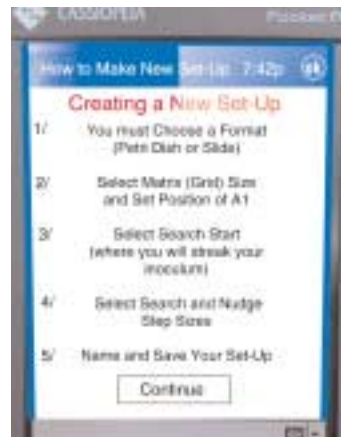 CASSIOPEIA
How to Make New Set-Up 7:42p ok
Creating a New Set-Up
1/ You must Choose a Format
(Petri Dish or Slide)
2/ Select Matrix (Grid) Size
and Set Position of A1
3/ Select Search Start
(where you will streak your
inoculum)
4/ Select Search and Nudge
Step Sizes
5/ Name and Save Your Set-Up
Continue